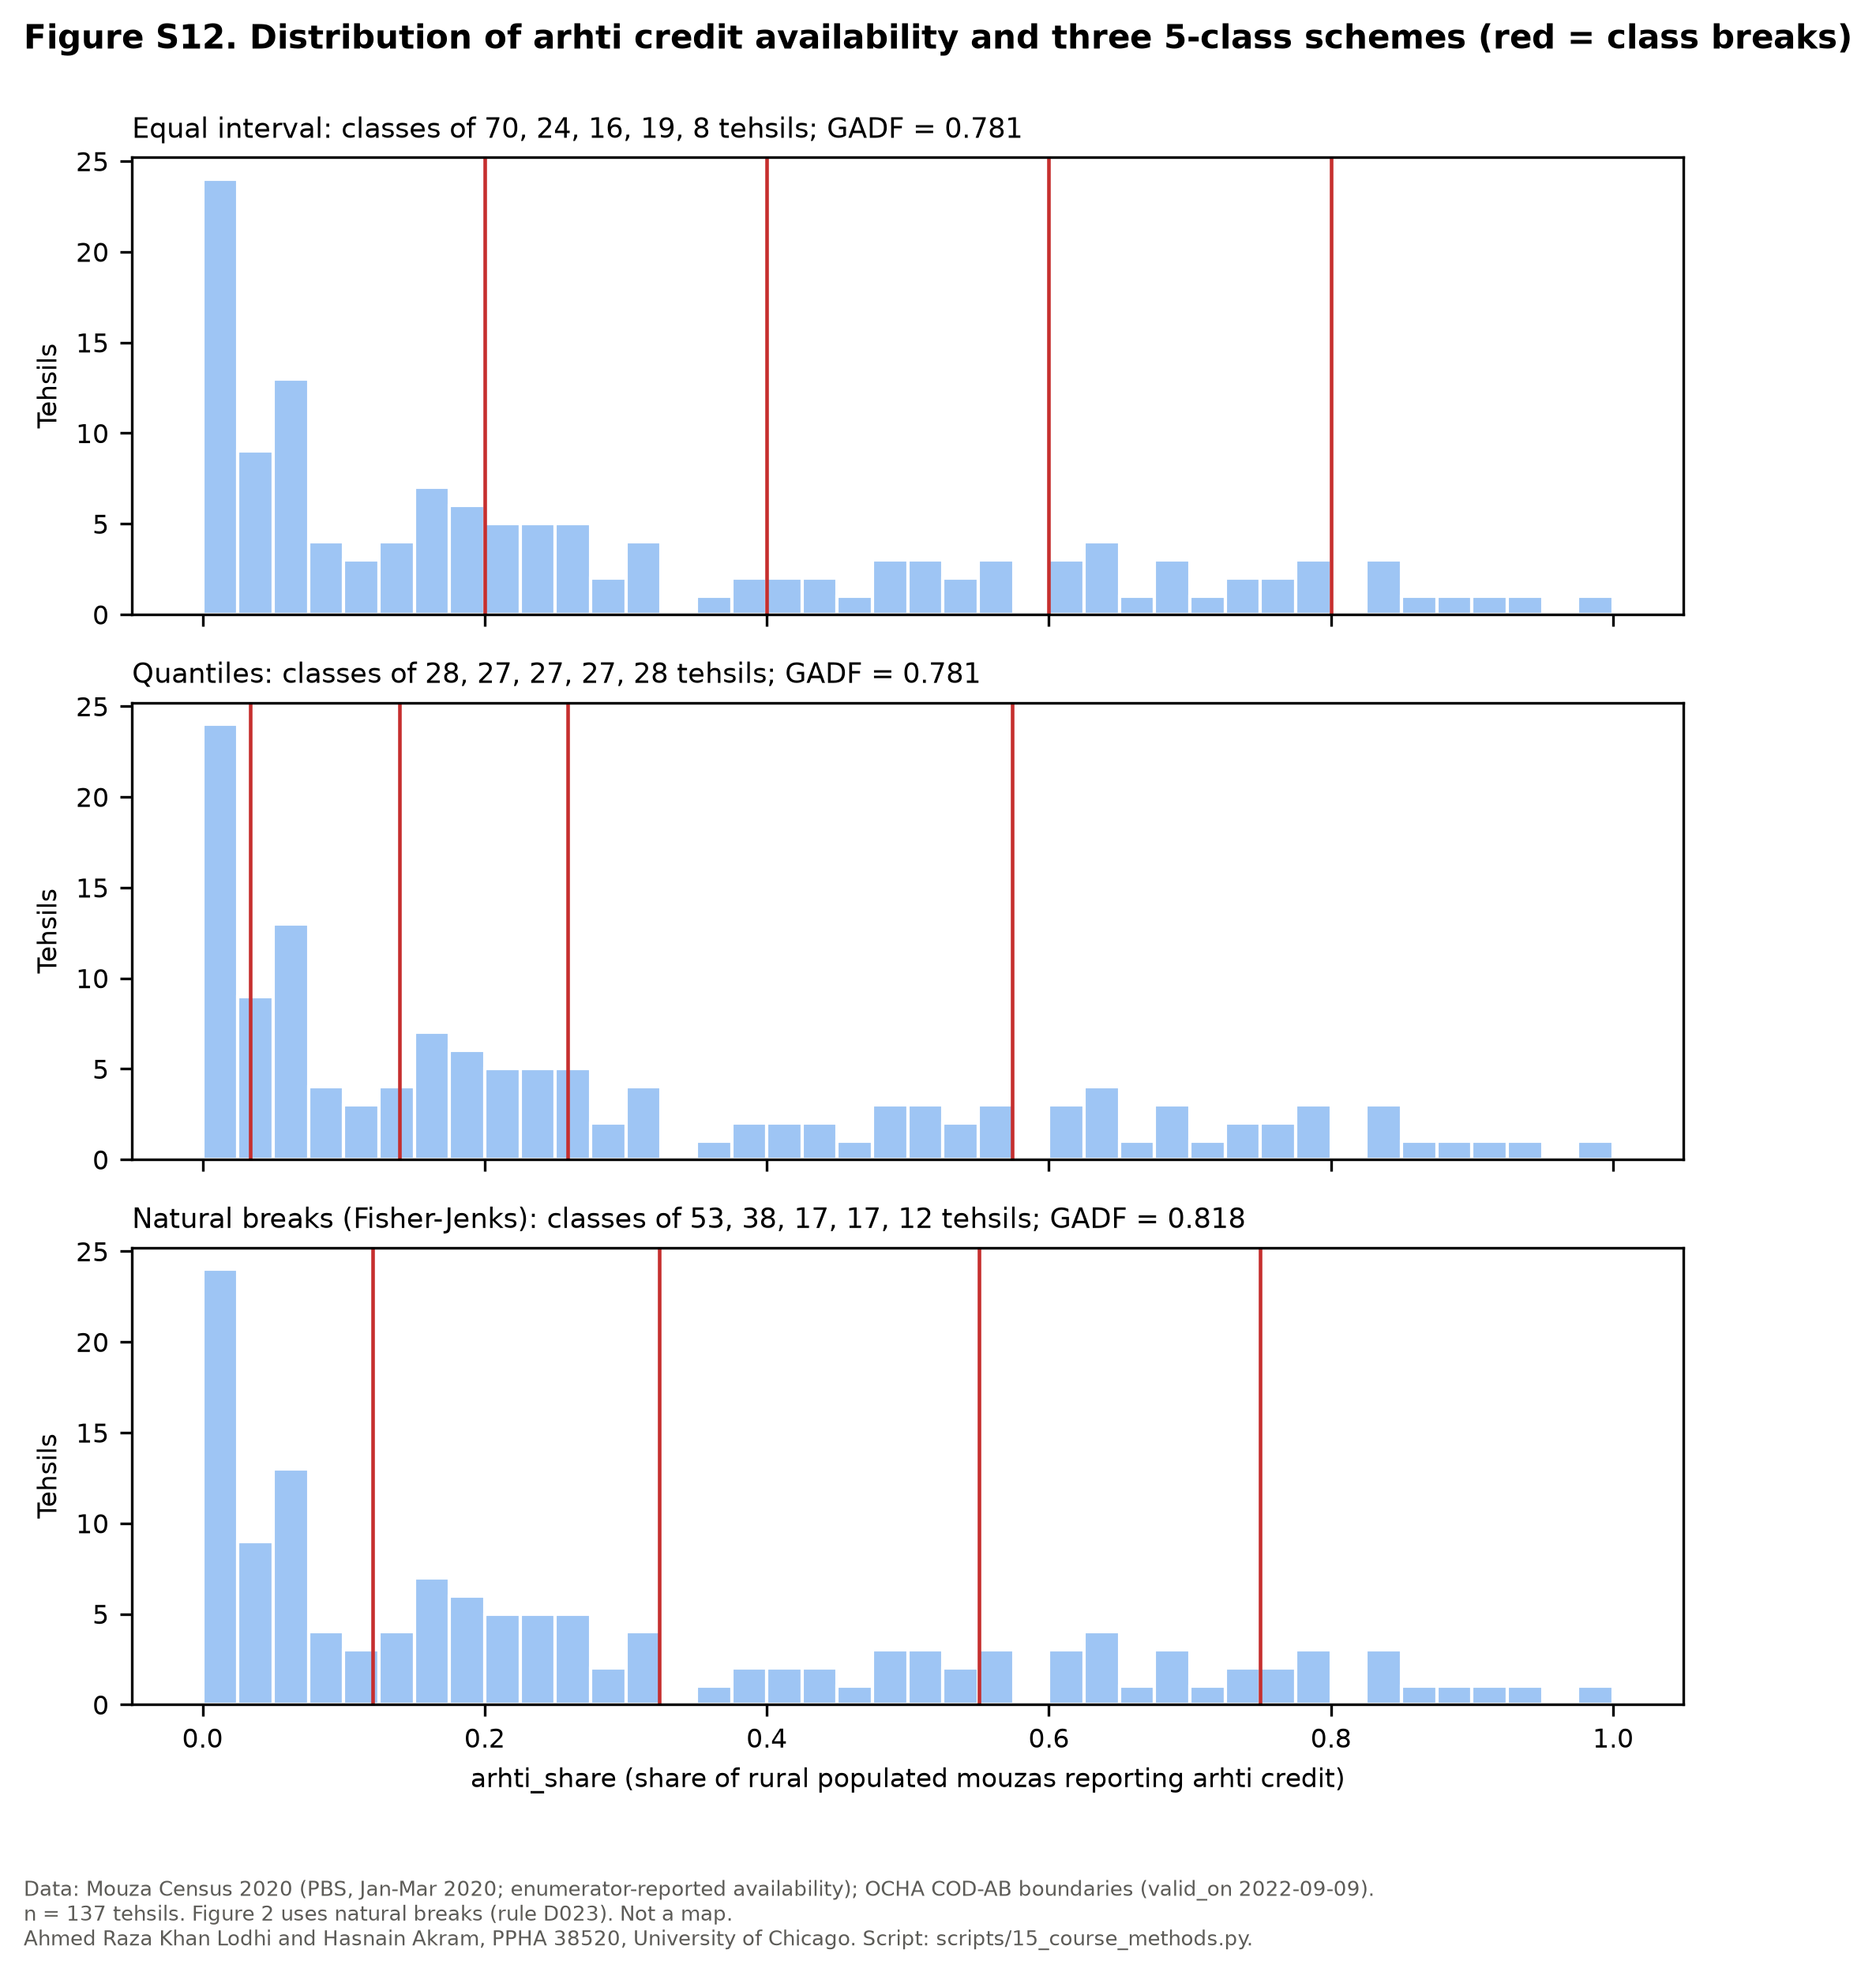 Figure S12. Distribution of arhti credit availability and three 5-class schemes (red = class breaks)
Equal interval: classes of 70, 24, 16, 19, 8 tehsils; GADF = 0.781
25
20
15
10
5
0
Tehsils
Quantiles: classes of 28, 27, 27, 27, 28 tehsils; GADF = 0.781
25
20
15
10
5
0
Tehsils
Natural breaks (Fisher-Jenks): classes of 53, 38, 17, 17, 12 tehsils; GADF = 0.818
25
20
15
10
5
0
Tehsils
0.0 0.2 0.4 0.6 0.8 1.0
arhti_share (share of rural populated mouzas reporting arhti credit)
Data: Mouza Census 2020 (PBS, Jan-Mar 2020; enumerator-reported availability); OCHA COD-AB boundaries (valid_on 2022-09-09).
n = 137 tehsils. Figure 2 uses natural breaks (rule D023). Not a map.
Ahmed Raza Khan Lodhi and Hasnain Akram, PPHA 38520, University of Chicago. Script: scripts/15_course_methods.py.